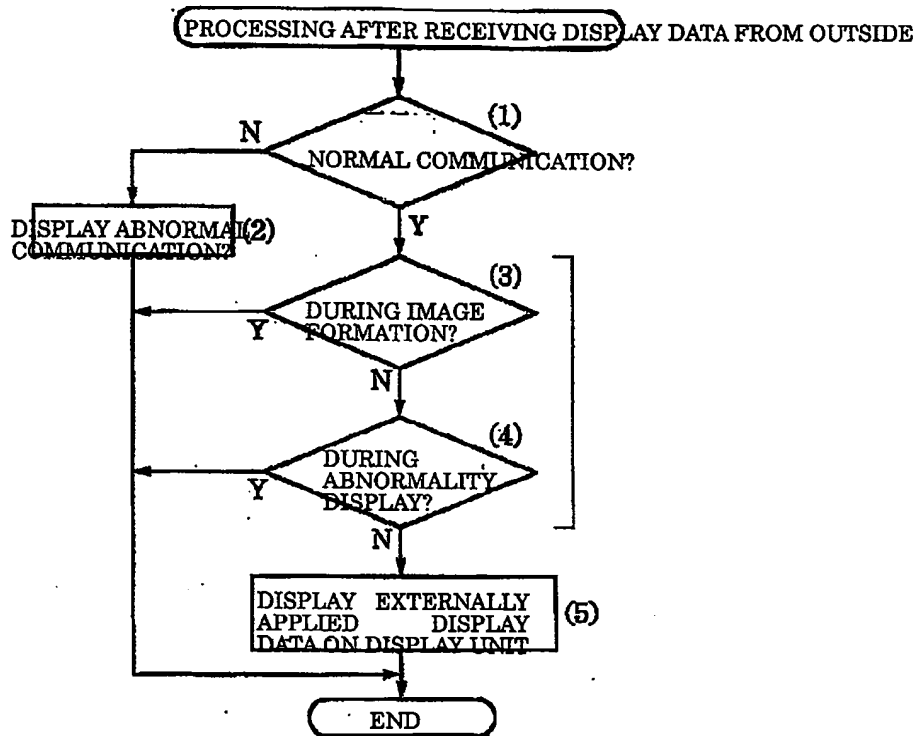 PROCESSING AFTER RECEIVING DISPLAY DATA FROM OUTSIDE
(1)
N
NORMAL COMMUNICATION?
Y
DISPLAY ABNORMAL
COMMUNICATION?
(2)
(3)
DURING IMAGE
FORMATION?
Y
N
(4)
DURING
ABNORMALITY
DISPLAY?
Y
N
DISPLAY EXTERNALLY
APPLIED DISPLAY
DATA ON DISPLAY UNIT
(5)
END